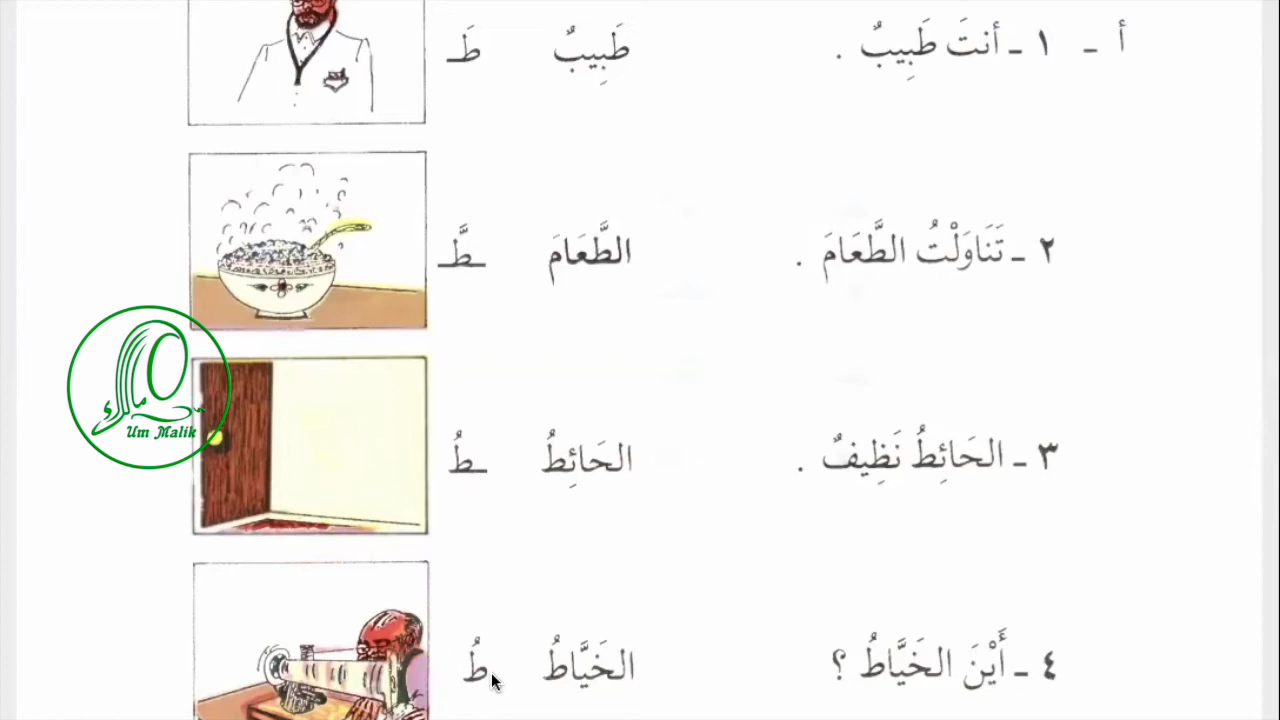 أ ـ ١ ـ أنتَ طَبِيبٌ . طَبِيبٌ طَـ
٢ ـ تَنَاوَلْتُ الطَّعَامَ . الطَّعَامَ ـطَّـ
٣ ـ الحَائِطُ نَظِيفٌ . الحَائِطُ ـطُ
٤ ـ أَيْنَ الخَيَّاطُ ؟ الخَيَّاطُ طُ
Um Malik